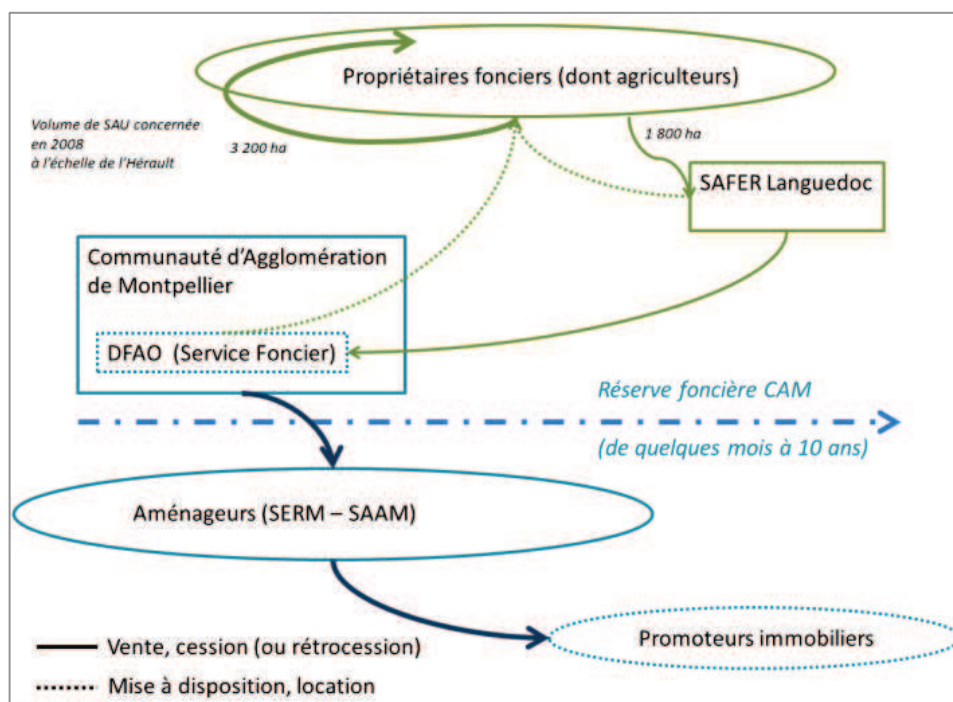 Propriétaires fonciers (dont agriculteurs)
Volume de SAU concernée
en 2008
à l'échelle de l'Hérault
3 200 ha
1 800 ha
SAFER Languedoc
Communauté d'Agglomération
de Montpellier
DFAO (Service Foncier)
Réserve foncière CAM
(de quelques mois à 10 ans)
Aménageurs (SERM – SAAM)
Promoteurs immobiliers
Vente, cession (ou rétrocession)
Mise à disposition, location